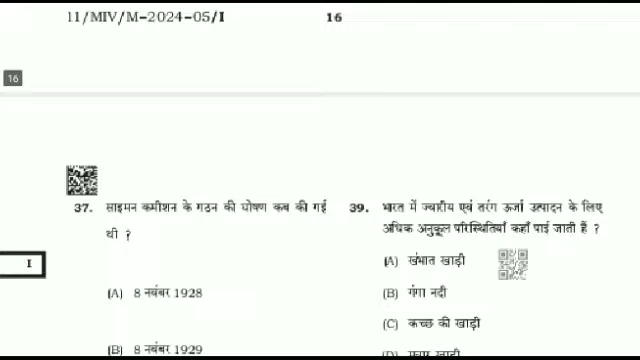 11/MIV/M-2024-05/I
16
16
37. साइमन कमीशन के गठन की घोषण कब की गई
थी ?
I
(A) 8 नवंबर 1928
(B) 8 नवंबर 1929
39. भारत में ज्वारीय एवं तरंग ऊर्जा उत्पादन के लिए
अधिक अनुकूल परिस्थितियाँ कहाँ पाई जाती हैं ?
(A) खंभात खाड़ी
(B) गंगा नदी
(C) कच्छ की खाड़ी
(D)